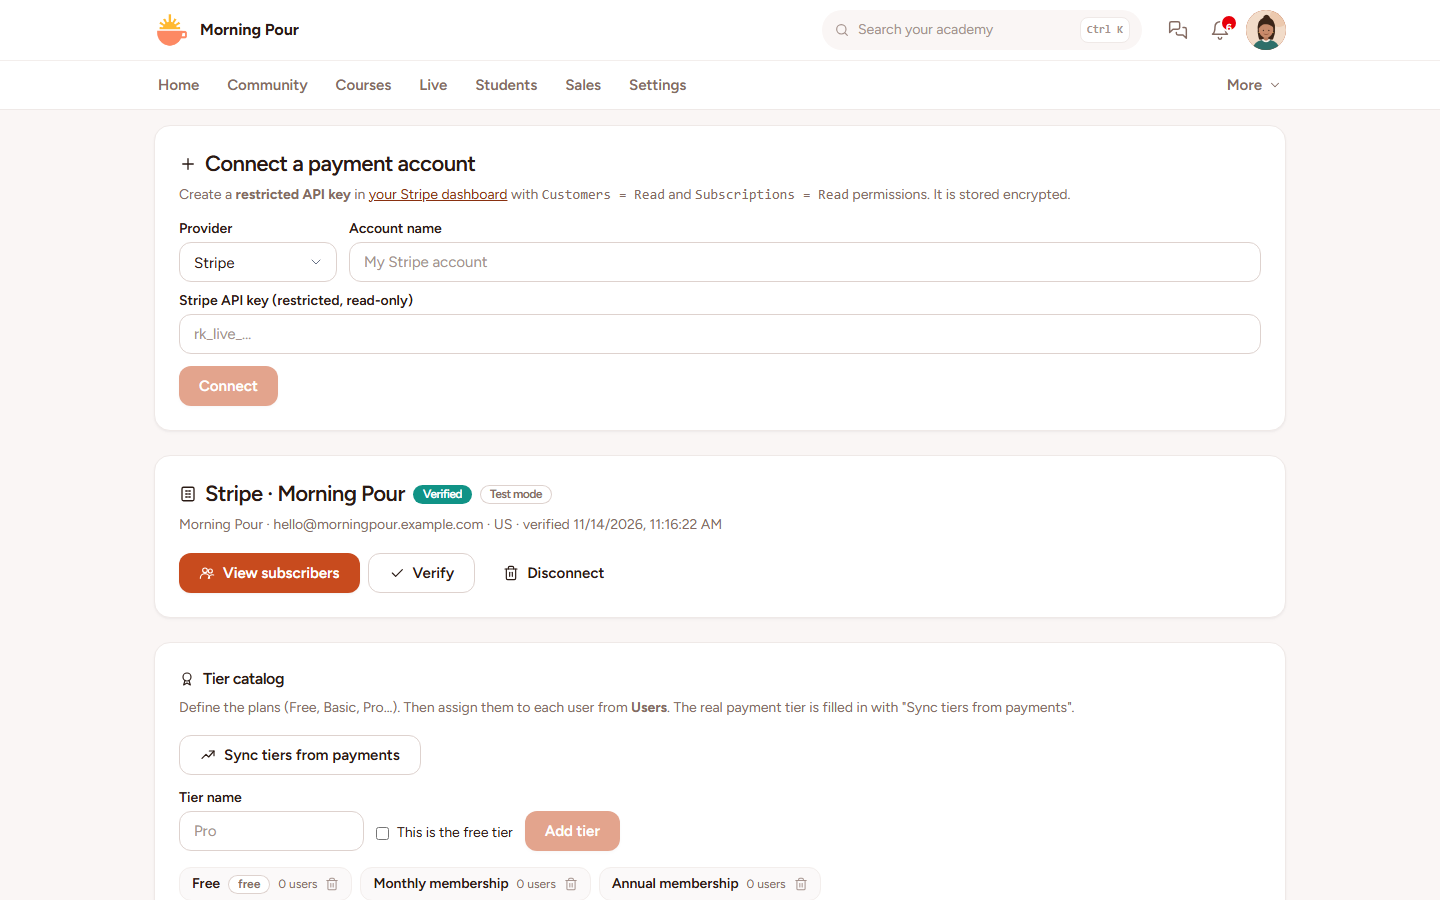 Morning Pour
Search your academy
Ctrl K
6
Home
Community
Courses
Live
Students
Sales
Settings
More
Connect a payment account
Create a restricted API key in your Stripe dashboard with Customers = Read and Subscriptions = Read permissions. It is stored encrypted.
Provider
Account name
Stripe
My Stripe account
Stripe API key (restricted, read-only)
rk_live_...
Connect
Stripe · Morning Pour
Verified
Test mode
Morning Pour · hello@morningpour.example.com · US · verified 11/14/2026, 11:16:22 AM
View subscribers
Verify
Disconnect
Tier catalog
Define the plans (Free, Basic, Pro...). Then assign them to each user from Users. The real payment tier is filled in with "Sync tiers from payments".
Sync tiers from payments
Tier name
Pro
This is the free tier
Add tier
Free free 0 users
Monthly membership 0 users
Annual membership 0 users